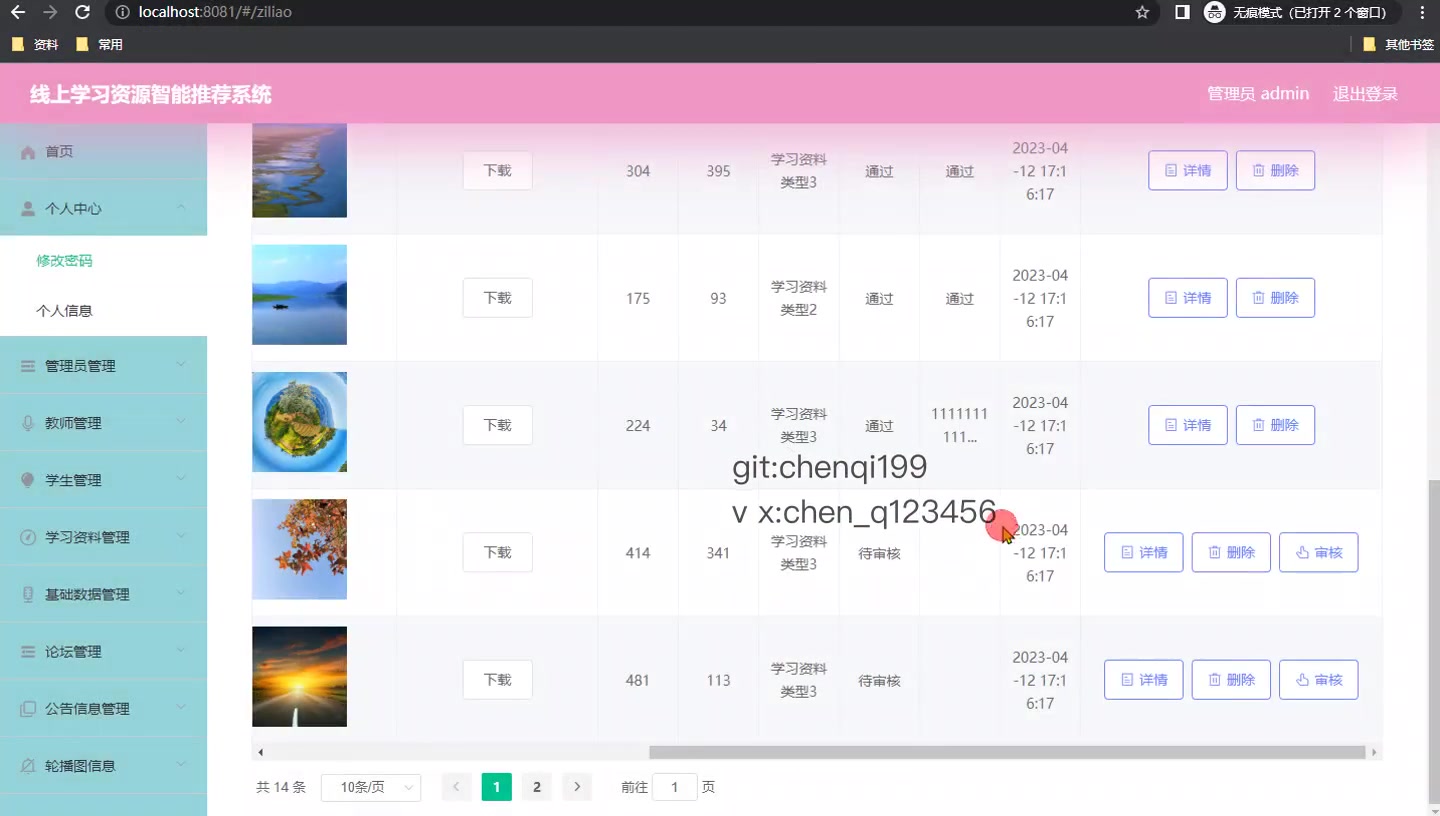 localhost:8081/#/ziliao
无痕模式（已打开 2 个窗口）
资料
常用
其他书签
线上学习资源智能推荐系统
管理员 admin
退出登录
首页
个人中心
修改密码
个人信息
管理员管理
教师管理
学生管理
学习资料管理
基础数据管理
论坛管理
公告信息管理
轮播图信息
下载
304
395
学习资料
类型3
通过
通过
2023-04
-12 17:1
6:17
详情
删除
下载
175
93
学习资料
类型2
通过
通过
2023-04
-12 17:1
6:17
详情
删除
下载
224
34
学习资料
类型3
通过
1111111
111...
2023-04
-12 17:1
6:17
详情
删除
git:chenqi199
v x:chen_q123456
下载
414
341
学习资料
类型3
待审核
2023-04
-12 17:1
6:17
详情
删除
审核
下载
481
113
学习资料
类型3
待审核
2023-04
-12 17:1
6:17
详情
删除
审核
共 14 条
10条/页
1
2
前往
1
页